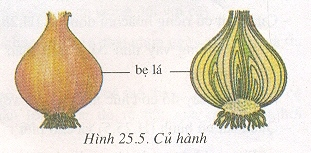 bẹ lá
Hình 25.5. Củ hành